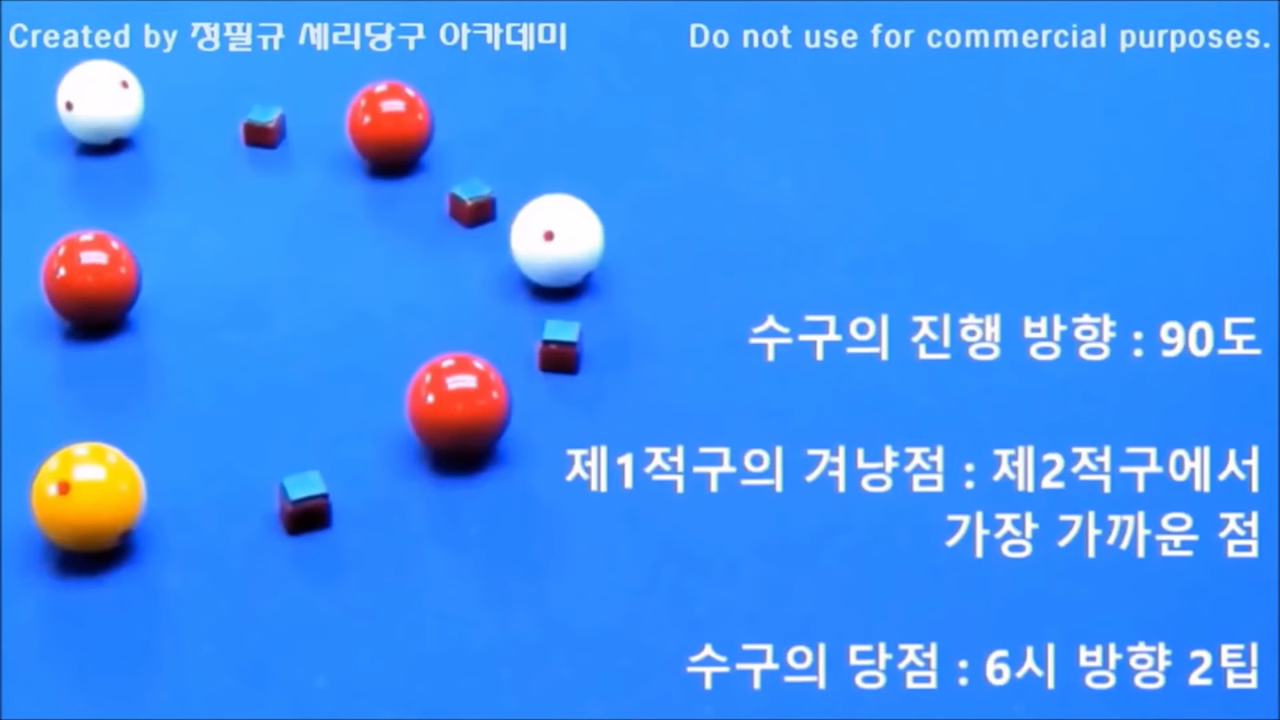 Created by 정필규 세리당구 아카데미
Do not use for commercial purposes.
수구의 진행 방향 : 90도
제1적구의 겨냥점 : 제2적구에서
가장 가까운 점
수구의 당점 : 6시 방향 2팁